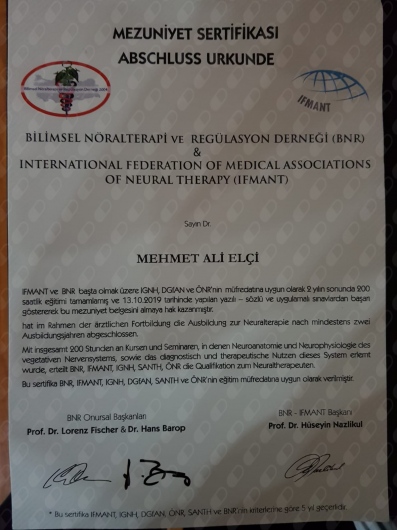 MEZUNİYET SERTİFİKASI
ABSCHLUSS URKUNDE
IFMANT
BİLİMSEL NÖRALTERAPİ VE REGÜLASYON DERNEĞİ (BNR)
&
INTERNATIONAL FEDERATION OF MEDICAL ASSOCIATIONS
OF NEURAL THERAPY (IFMANT)
Sayın Dr.
MEHMET ALİ ELÇİ
IFMANT ve BNR başta olmak üzere IGNH, DGfAN ve ÖNR'nin müfredatına uygun olarak 2 yılın sonunda 200
saatlik eğitimi tamamlamış ve 13.10.2019 tarihinde yapılan yazılı – sözlü ve uygulamalı sınavlardan başarı
göstererek bu mezuniyet belgesini almaya hak kazanmıştır.
hat im Rahmen der ärztlichen Fortbildung die Ausbildung zur Neuraltherapie nach mindestens zwei
Ausbildungsjahren abgeschlossen.
Mit insgesamt 200 Stunden an Kursen und Seminaren, in denen Neuroanatomie und Neurophysiologie des
vegetativen Nervensystems, sowie das diagnostisch und therapeutische Nutzen dieses System erlernt
wurde, erteilt BNR, IFMANT, IGNH, SANTH, ÖNR die Qualifikation zum Neuraltherapeuten.
Bu sertifika BNR, IFMANT, IGNH, DGfAN, SANTH ve ÖNR'in eğitim müfredatına uygun olarak verilmiştir.
BNR Onursal Başkanları
Prof. Dr. Lorenz Fischer & Dr. Hans Barop
BNR - IFMANT Başkanı
Prof. Dr. Hüseyin Nazlikul
* Bu sertifika IFMANT, IGNH, DGfAN, ÖNR, SANTH ve BNR'nin kriterlerine göre 5 yıl geçerlidir.